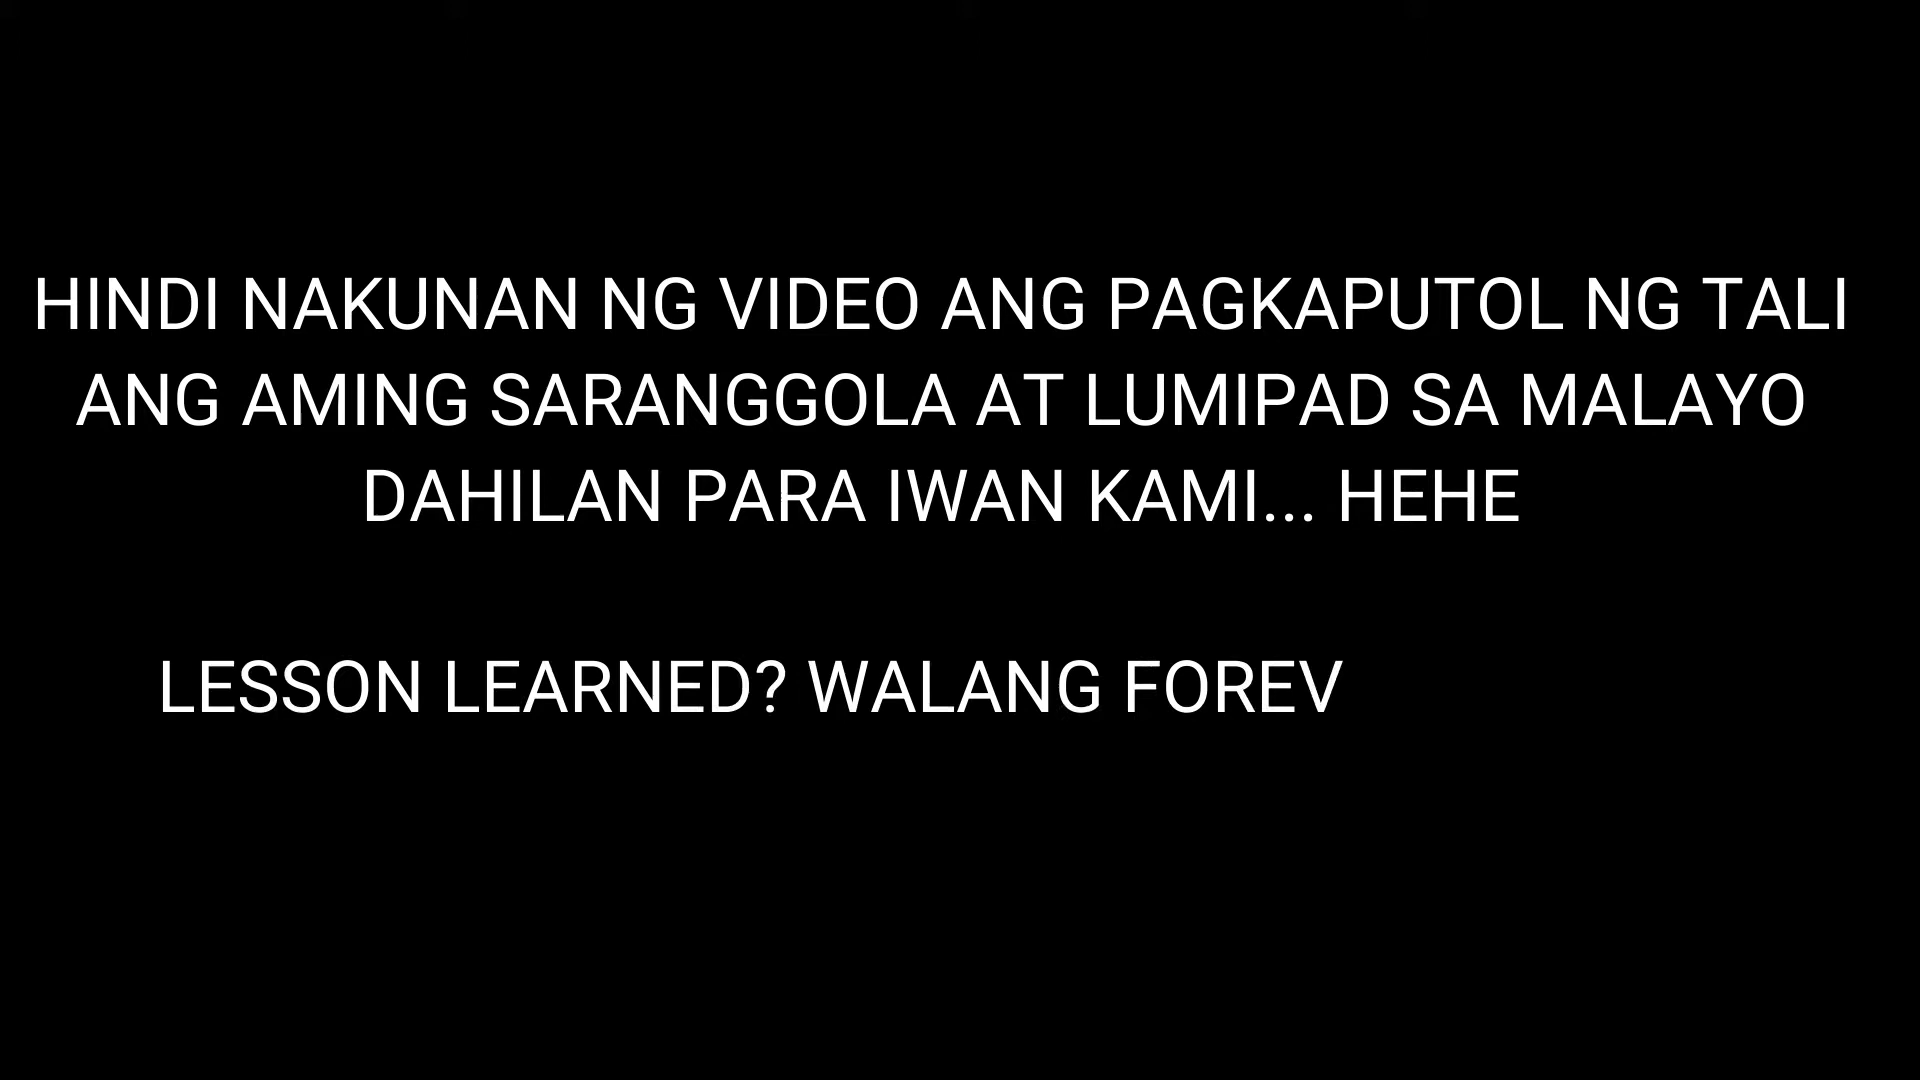 HINDI NAKUNAN NG VIDEO ANG PAGKAPUTOL NG TALI
ANG AMING SARANGGOLA AT LUMIPAD SA MALAYO
DAHILAN PARA IWAN KAMI... HEHE
LESSON LEARNED? WALANG FOREV